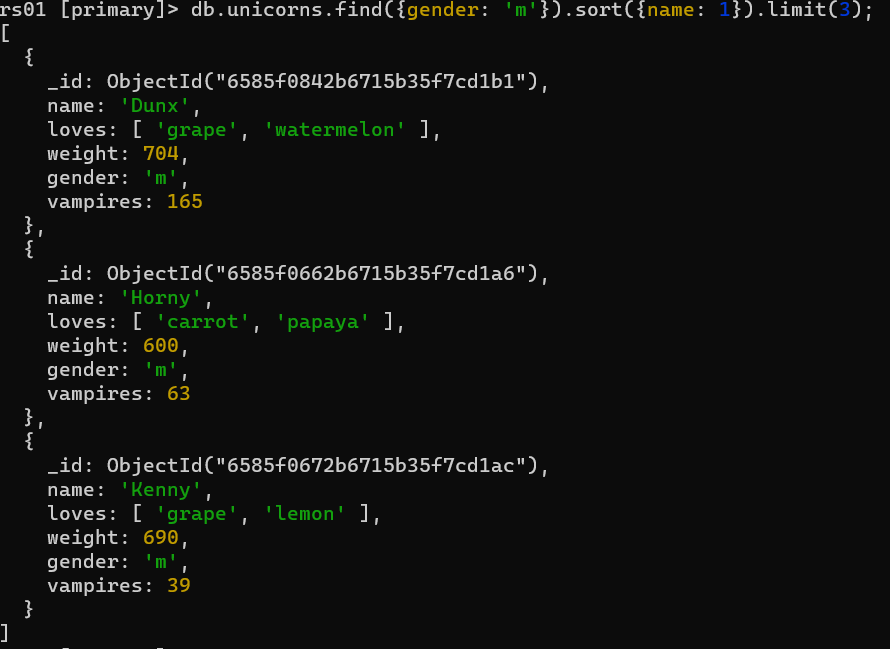 rs01 [primary]> db.unicorns.find({gender: 'm'}).sort({name: 1}).limit(3);
[
  {
    _id: ObjectId("6585f0842b6715b35f7cd1b1"),
    name: 'Dunx',
    loves: [ 'grape', 'watermelon' ],
    weight: 704,
    gender: 'm',
    vampires: 165
  },
  {
    _id: ObjectId("6585f0662b6715b35f7cd1a6"),
    name: 'Horny',
    loves: [ 'carrot', 'papaya' ],
    weight: 600,
    gender: 'm',
    vampires: 63
  },
  {
    _id: ObjectId("6585f0672b6715b35f7cd1ac"),
    name: 'Kenny',
    loves: [ 'grape', 'lemon' ],
    weight: 690,
    gender: 'm',
    vampires: 39
  }
]